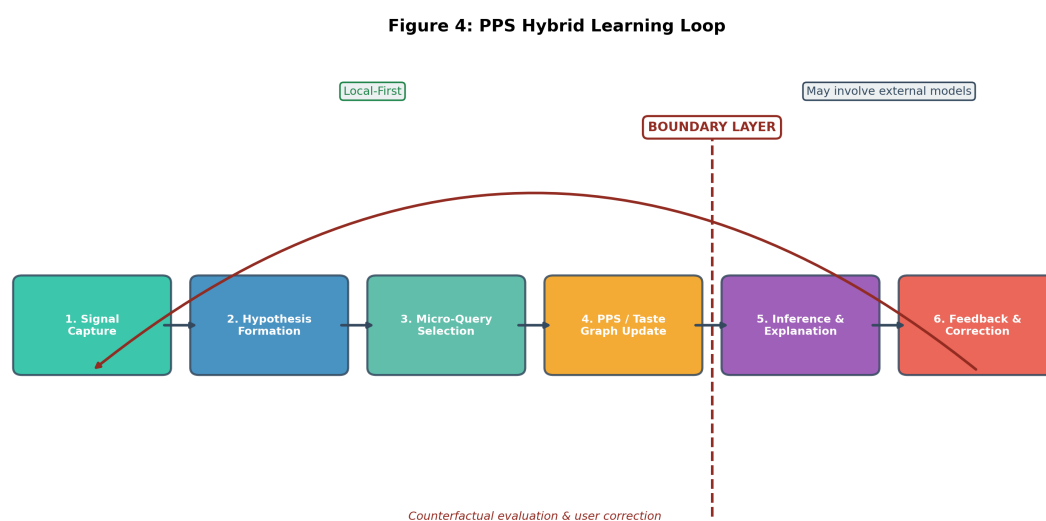 Figure 4: PPS Hybrid Learning Loop
Local-First
May involve external models
BOUNDARY LAYER
1. Signal
Capture
2. Hypothesis
Formation
3. Micro-Query
Selection
4. PPS / Taste
Graph Update
5. Inference &
Explanation
6. Feedback &
Correction
Counterfactual evaluation & user correction